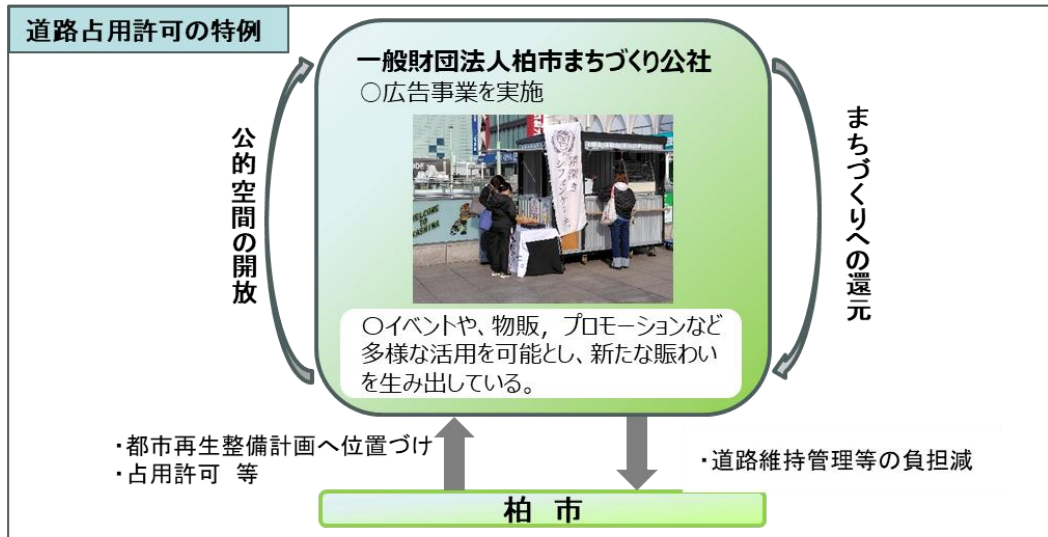 道路占用許可の特例
一般財団法人柏市まちづくり公社
○広告事業を実施
公的空間の開放
まちづくりへの還元
WELCOME
TO
KASHIWA
○イベントや、物販，プロモーションなど
多様な活用を可能とし、新たな賑わい
を生み出している。
・都市再生整備計画へ位置づけ
・占用許可　等
・道路維持管理等の負担減
柏　市